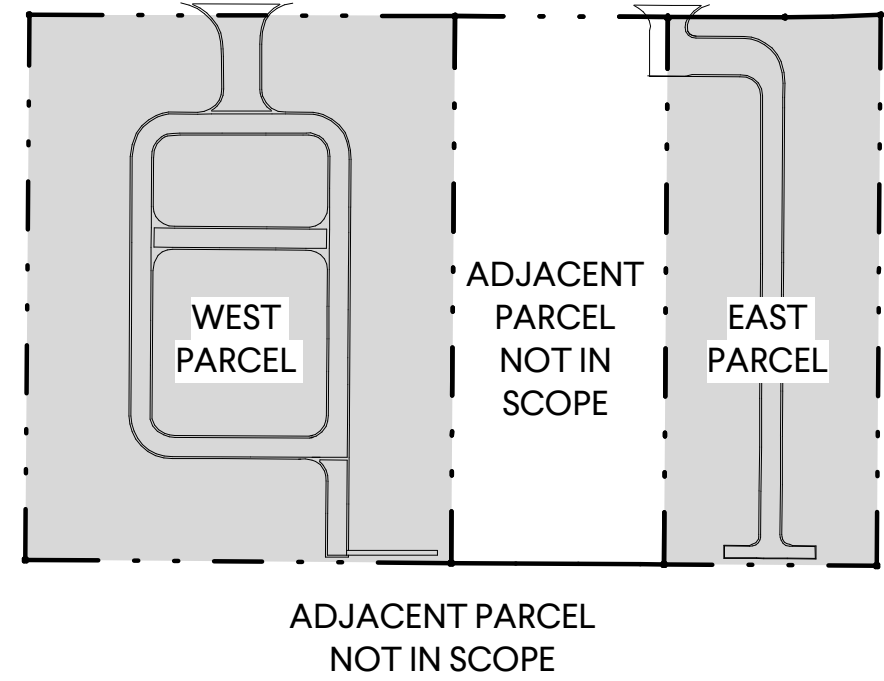 WEST
PARCEL
ADJACENT
PARCEL
NOT IN
SCOPE
EAST
PARCEL
ADJACENT PARCEL
NOT IN SCOPE